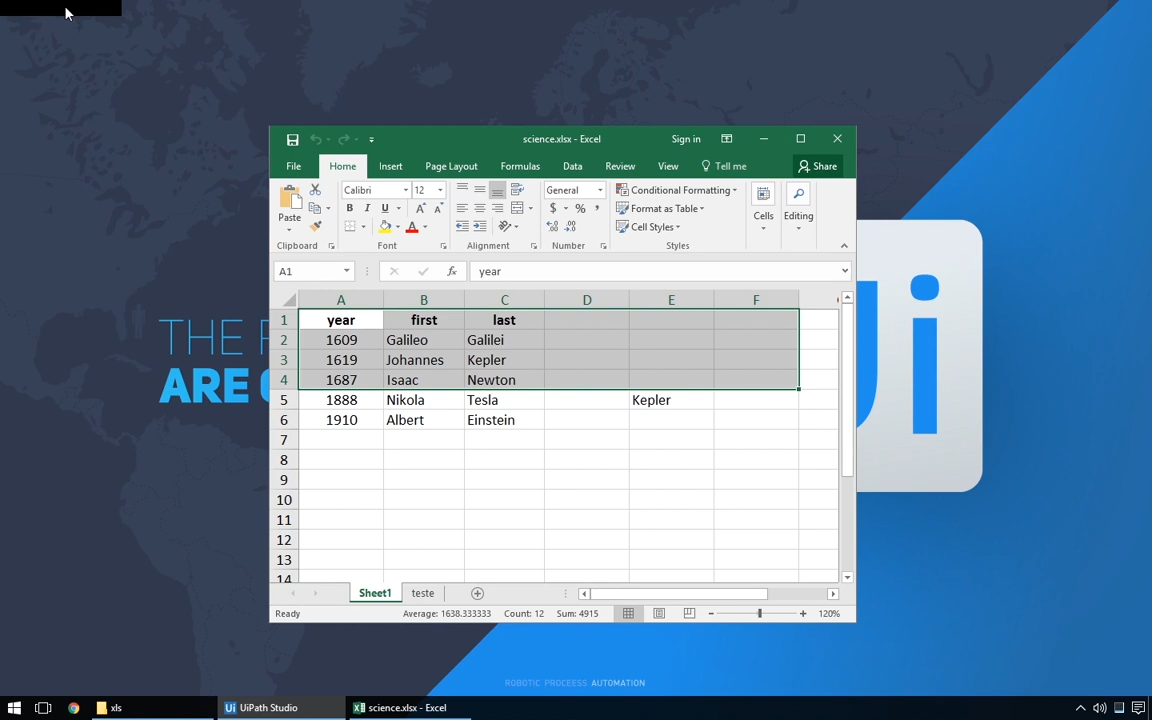 science.xlsx - Excel
Sign in
File Home Insert Page Layout Formulas Data Review View Tell me Share
Paste
Calibri 12
B I U
General
$ % ,
Conditional Formatting
Format as Table
Cell Styles
Cells
Editing
Clipboard Font Alignment Number Styles
A1 fx year
A B C D E F
1 year first last
2 1609 Galileo Galilei
3 1619 Johannes Kepler
4 1687 Isaac Newton
5 1888 Nikola Tesla Kepler
6 1910 Albert Einstein
7
8
9
10
11
12
13
14
Sheet1 teste
Ready Average: 1638.333333 Count: 12 Sum: 4915 120%
THE
ARE
Ui
ROBOTIC PROCEESS AUTOMATION
xls
Ui UiPath Studio
science.xlsx - Excel